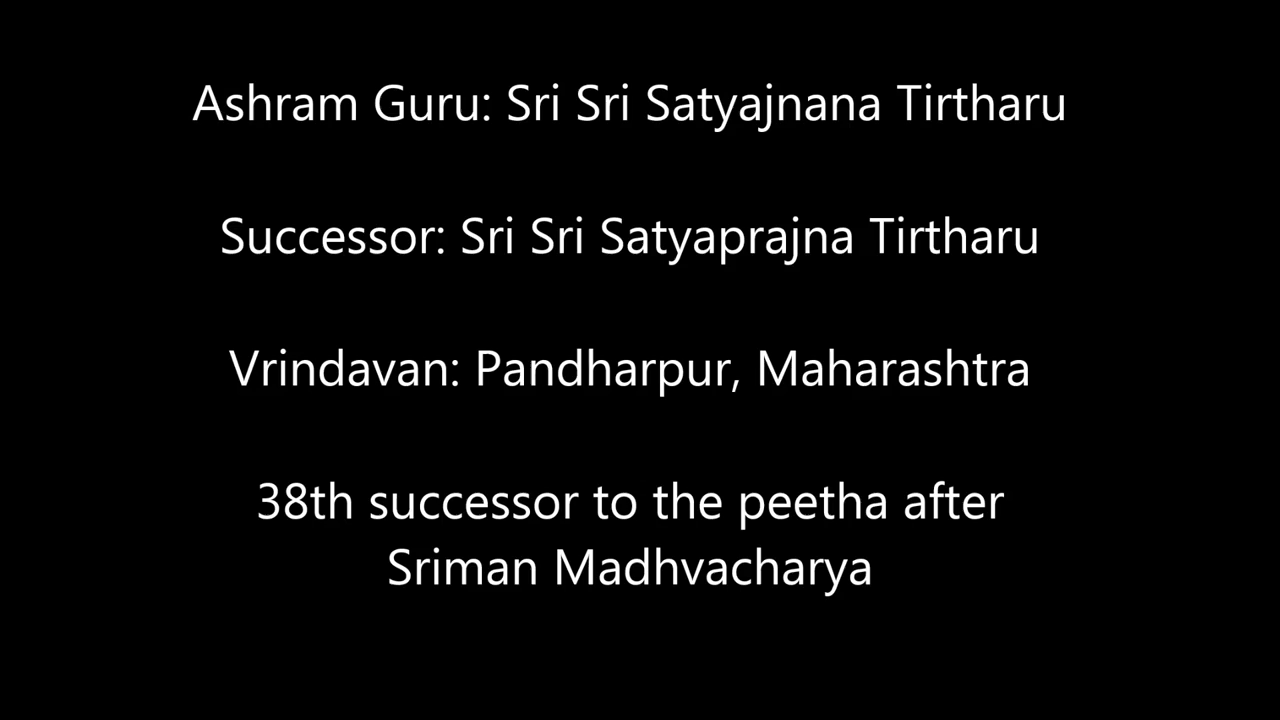 Ashram Guru: Sri Sri Satyajnana Tirtharu
Successor: Sri Sri Satyaprajna Tirtharu
Vrindavan: Pandharpur, Maharashtra
38th successor to the peetha after
Sriman Madhvacharya